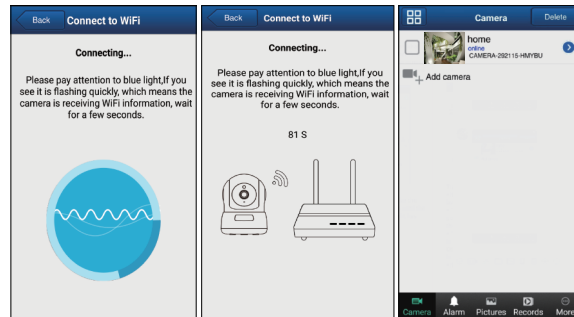 Back Connect to WiFi
Connecting...
Please pay attention to blue light,If you
see it is flashing quickly, which means the
camera is receiving WiFi information, wait
for a few seconds.
Back Connect to WiFi
Connecting...
Please pay attention to blue light,If you
see it is flashing quickly, which means the
camera is receiving WiFi information, wait
for a few seconds.
81 S
Camera Delete
home
online
CAMERA-292115-HMYBU
Add camera
Camera Alarm Pictures Records More